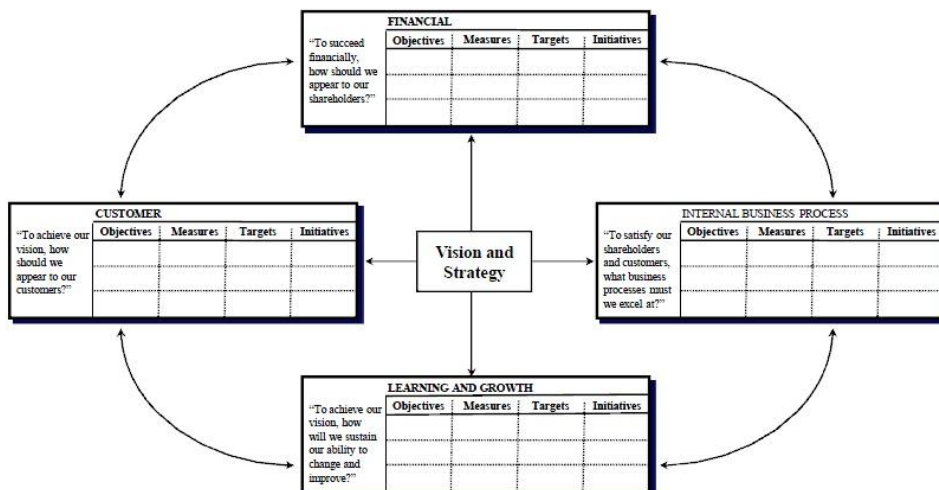 FINANCIAL
"To succeed
financially,
how should we
appear to our
shareholders?"
Objectives Measures Targets Initiatives
CUSTOMER
"To achieve our
vision, how
should we
appear to our
customers?"
Objectives Measures Targets Initiatives
Vision and
Strategy
INTERNAL BUSINESS PROCESS
"To satisfy our
shareholders
and customers,
what business
processes must
we excel at?"
Objectives Measures Targets Initiatives
LEARNING AND GROWTH
"To achieve our
vision, how
will we sustain
our ability to
change and
improve?"
Objectives Measures Targets Initiatives